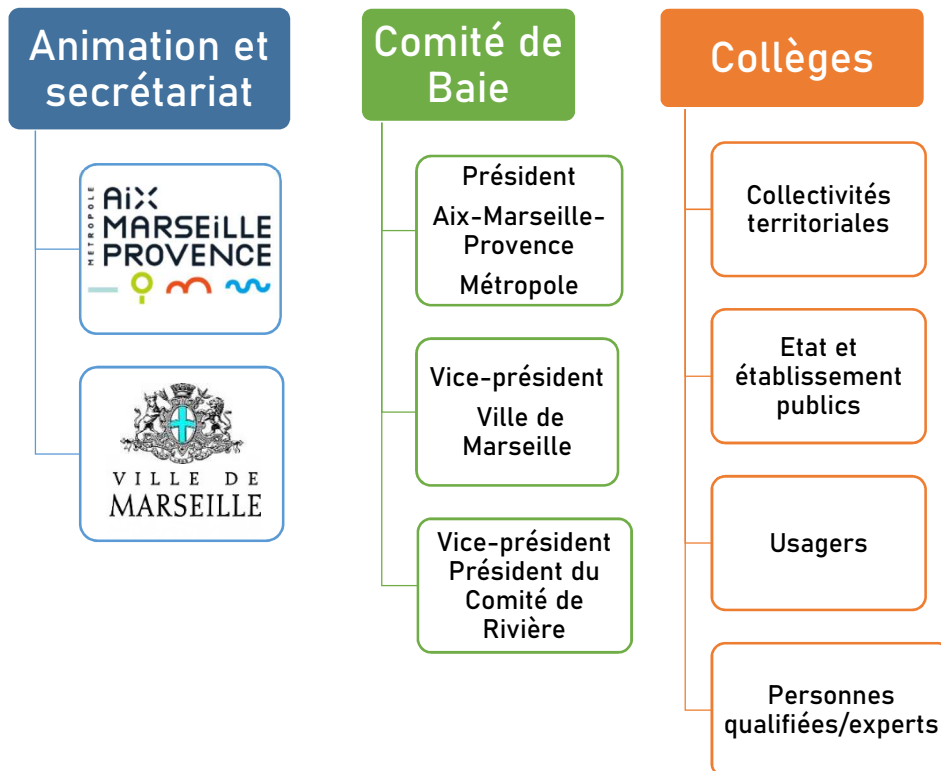 Animation et
secrétariat
MÉTROPOLE
AiX
MARSEiLLE
PROVENCE
VILLE DE
MARSEILLE
Comité de
Baie
Président
Aix-Marseille-
Provence
Métropole
Vice-président
Ville de
Marseille
Vice-président
Président du
Comité de
Rivière
Collèges
Collectivités
territoriales
Etat et
établissement
publics
Usagers
Personnes
qualifiées/experts